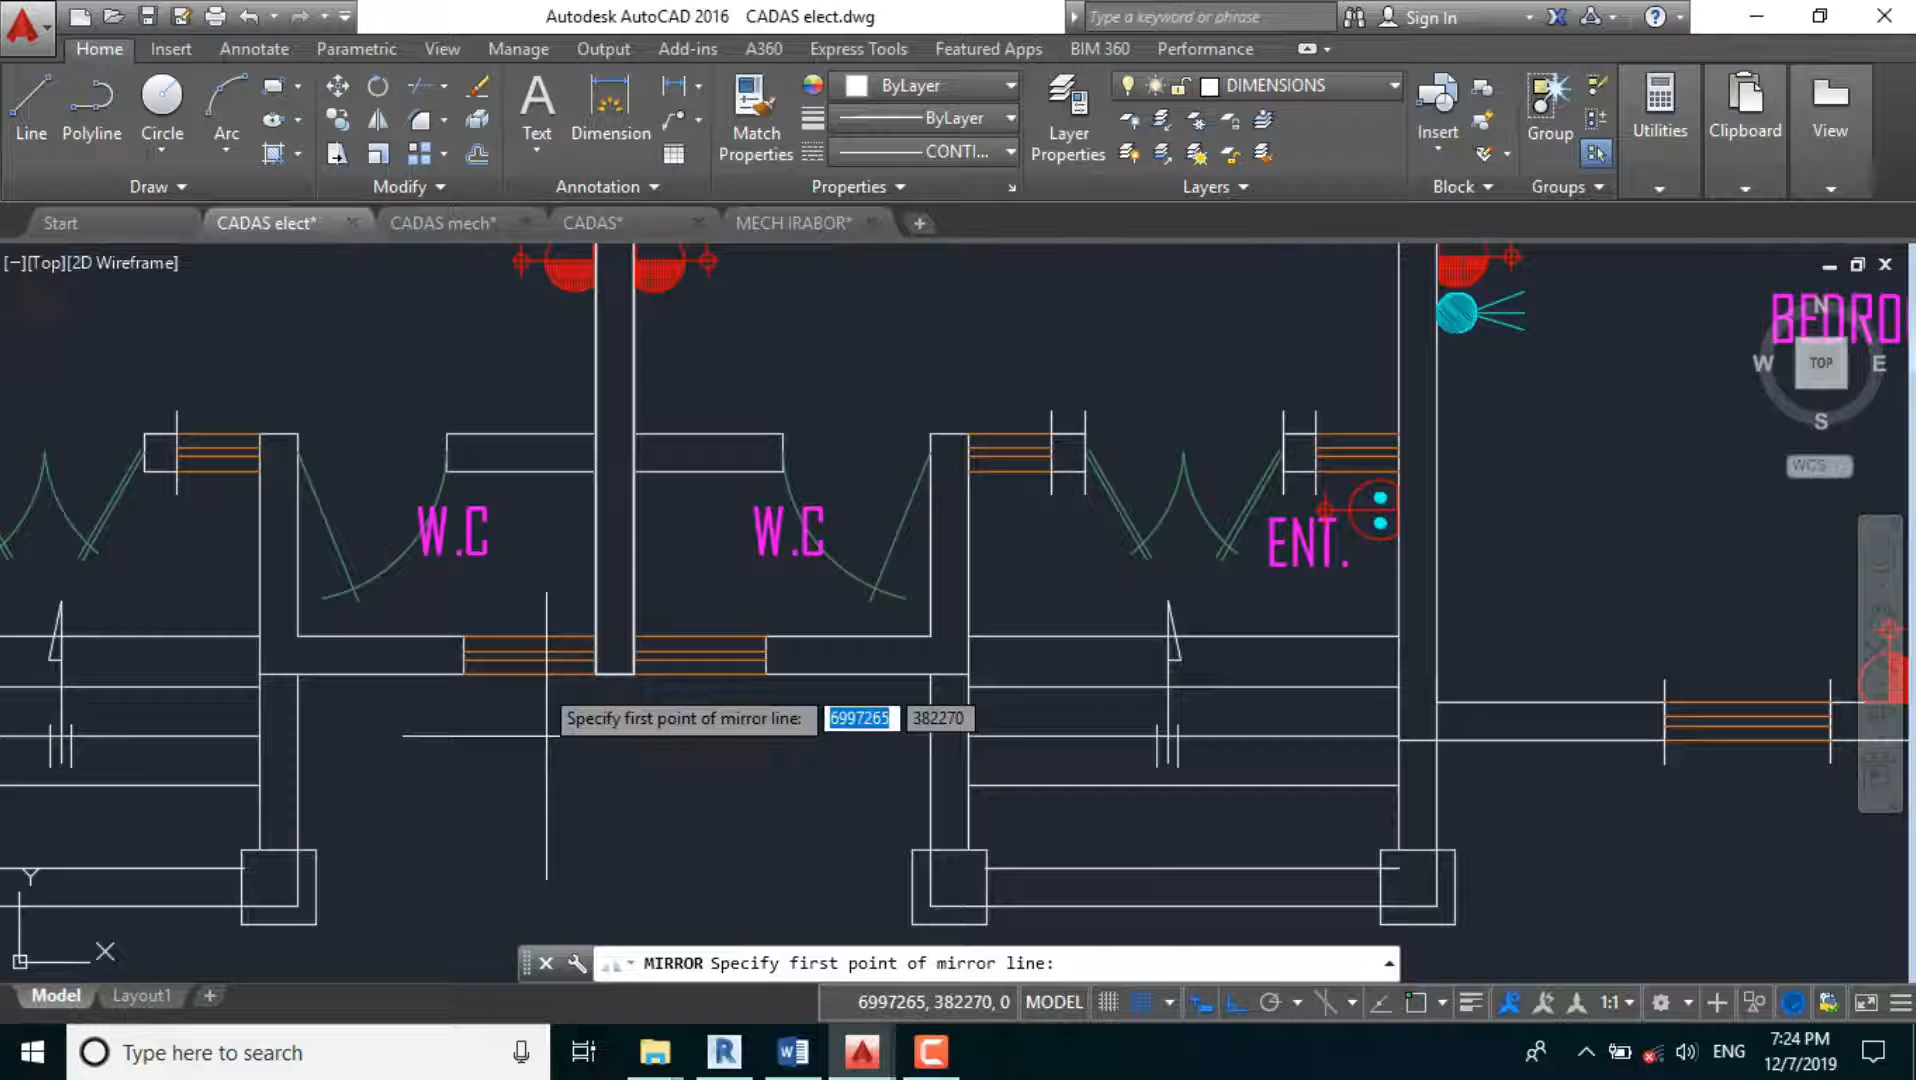 Autodesk AutoCAD 2016 CADAS elect.dwg
Type a keyword or phrase
Sign In
Home Insert Annotate Parametric View Manage Output Add-ins A360 Express Tools Featured Apps BIM 360 Performance
ByLayer
DIMENSIONS
ByLayer
Line Polyline Circle Arc
Text Dimension
Match Properties
CONTI...
Layer Properties
Insert
Group
Utilities
Clipboard
View
Draw Modify Annotation Properties Layers Block Groups
Start CADAS elect* CADAS mech* CADAS* MECH IRABOR*
[−][Top][2D Wireframe]
N
W TOP E
S
WCS
W.C
W.C
ENT.
Specify first point of mirror line: 6997265 382270
Y
X
MIRROR Specify first point of mirror line:
Model Layout1
6997265, 382270, 0 MODEL
1:1
Type here to search
ENG
7:24 PM
12/7/2019